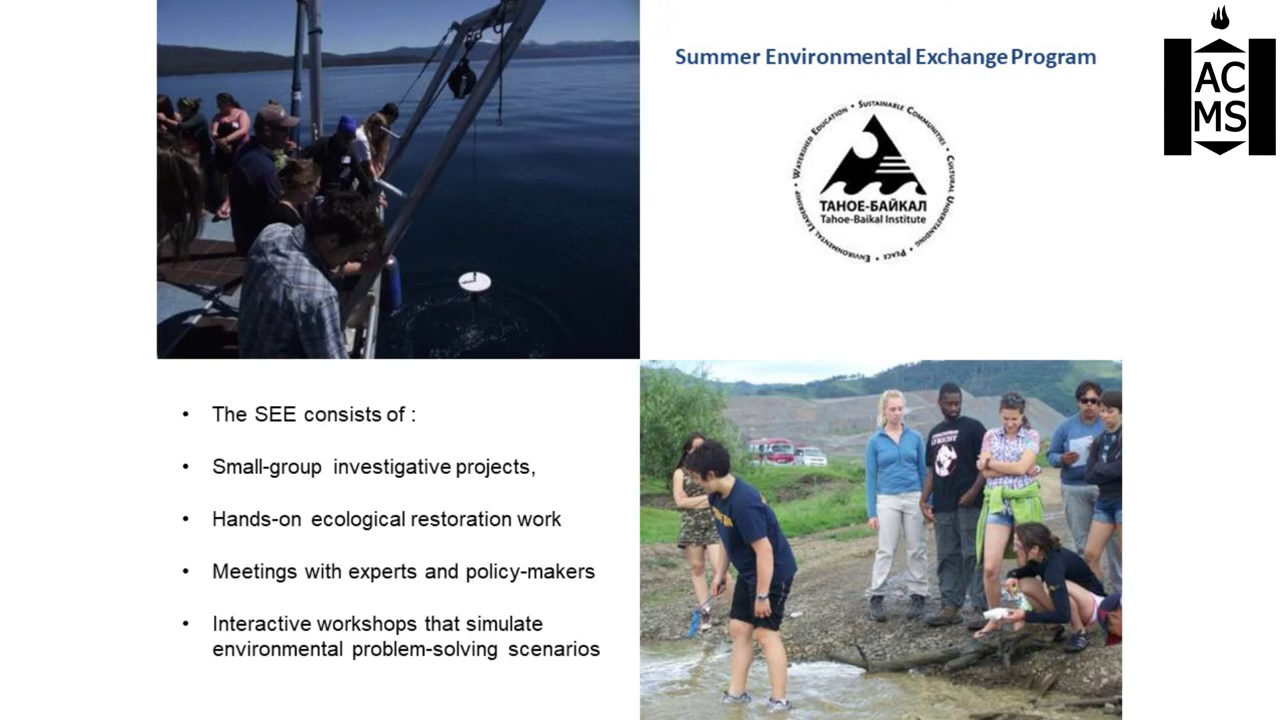 Summer Environmental Exchange Program
AC
MS
• Watershed Education • Sustainable Communities • Cultural Understanding • Peace • Environmental Leadership
ТАНОЕ-БАЙКАЛ
Tahoe-Baikal Institute
• The SEE consists of :
• Small-group investigative projects,
• Hands-on ecological restoration work
• Meetings with experts and policy-makers
• Interactive workshops that simulate
environmental problem-solving scenarios